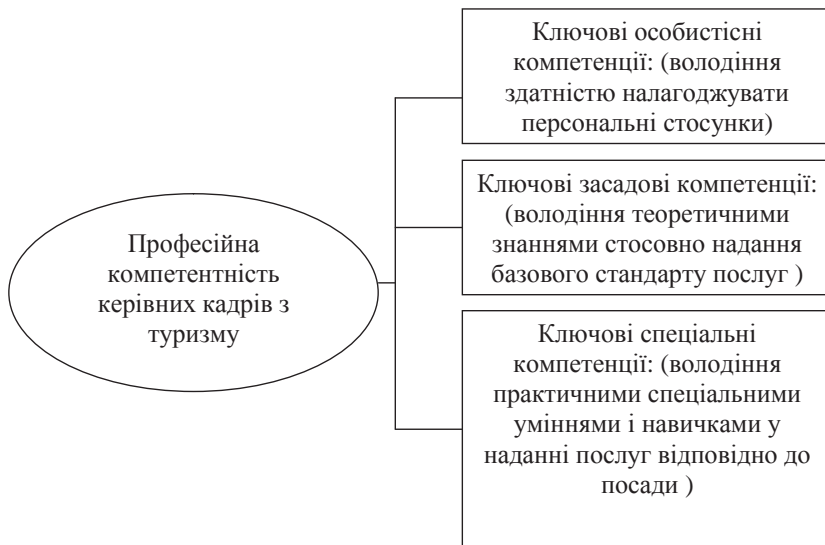 Професійна
компетентність
керівних кадрів з
туризму
Ключові особистісні
компетенції: (володіння
здатністю налагоджувати
персональні стосунки)
Ключові засадові компетенції:
(володіння теоретичними
знаннями стосовно надання
базового стандарту послуг )
Ключові спеціальні
компетенції: (володіння
практичними спеціальними
уміннями і навичками у
наданні послуг відповідно до
посади )